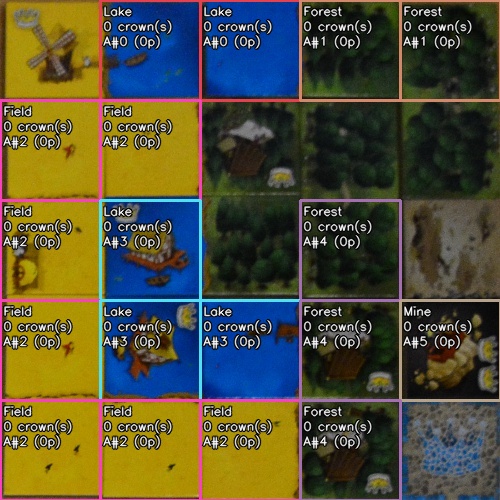 Lake
0 crown(s)
A#0 (0p)
Lake
0 crown(s)
A#0 (0p)
Forest
0 crown(s)
A#1 (0p)
Forest
0 crown(s)
A#1 (0p)
Field
0 crown(s)
A#2 (0p)
Field
0 crown(s)
A#2 (0p)
Field
0 crown(s)
A#2 (0p)
Lake
0 crown(s)
A#3 (0p)
Forest
0 crown(s)
A#4 (0p)
Field
0 crown(s)
A#2 (0p)
Lake
0 crown(s)
A#3 (0p)
Lake
0 crown(s)
A#3 (0p)
Forest
0 crown(s)
A#4 (0p)
Mine
0 crown(s)
A#5 (0p)
Field
0 crown(s)
A#2 (0p)
Field
0 crown(s)
A#2 (0p)
Field
0 crown(s)
A#2 (0p)
Forest
0 crown(s)
A#4 (0p)